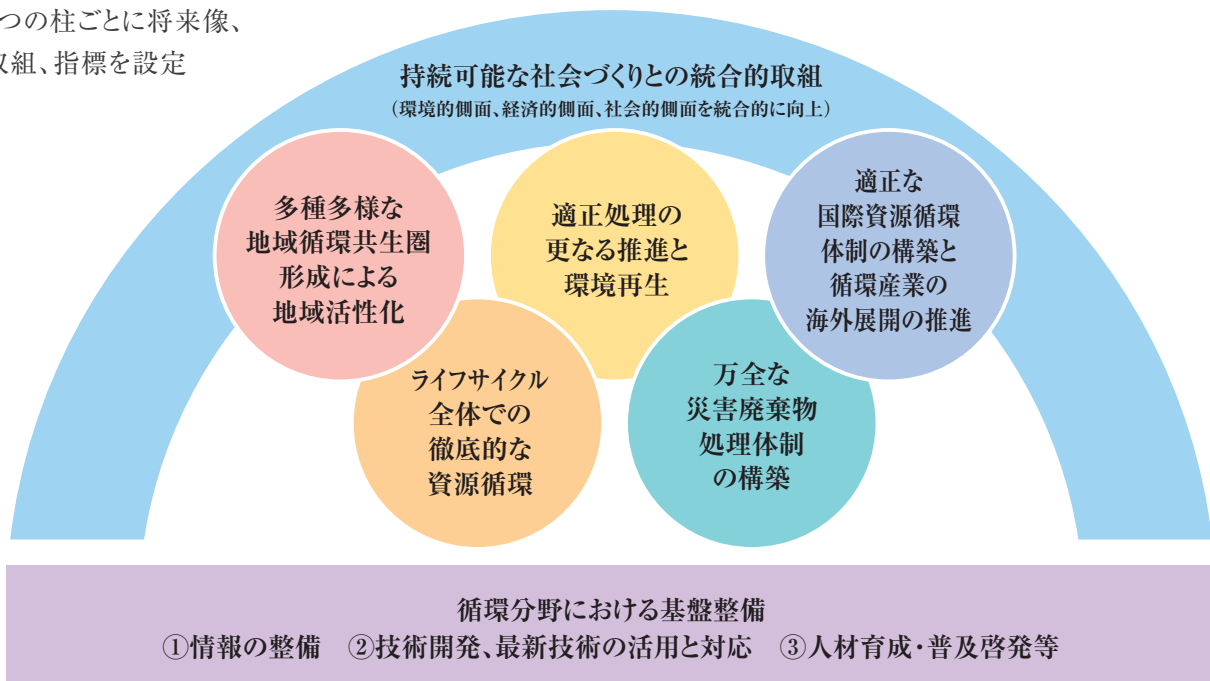 つの柱ごとに将来像、
取組、指標を設定
持続可能な社会づくりとの統合的取組
（環境的側面、経済的側面、社会的側面を統合的に向上）
多種多様な
地域循環共生圏
形成による
地域活性化
適正処理の
更なる推進と
環境再生
適正な
国際資源循環
体制の構築と
循環産業の
海外展開の推進
ライフサイクル
全体での
徹底的な
資源循環
万全な
災害廃棄物
処理体制
の構築
循環分野における基盤整備
①情報の整備　②技術開発、最新技術の活用と対応　③人材育成・普及啓発等